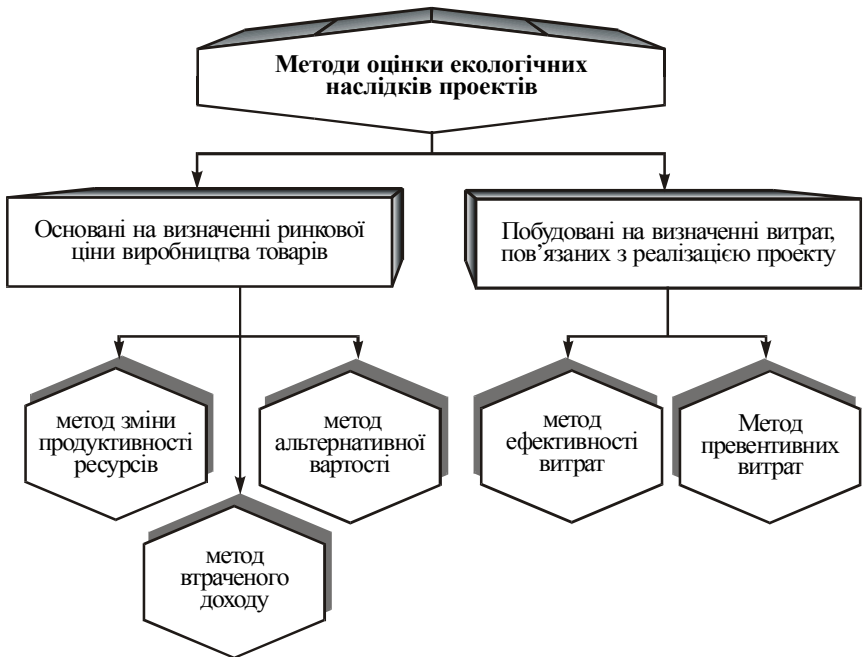 Методи оцінки екологічних
наслідків проектів
Основані на визначенні ринкової
ціни виробництва товарів
Побудовані на визначенні витрат,
пов’язаних з реалізацією проекту
метод зміни
продуктивності
ресурсів
метод
альтернативної
вартості
метод
ефективності
витрат
Метод
превентивних
витрат
метод
втраченого
доходу